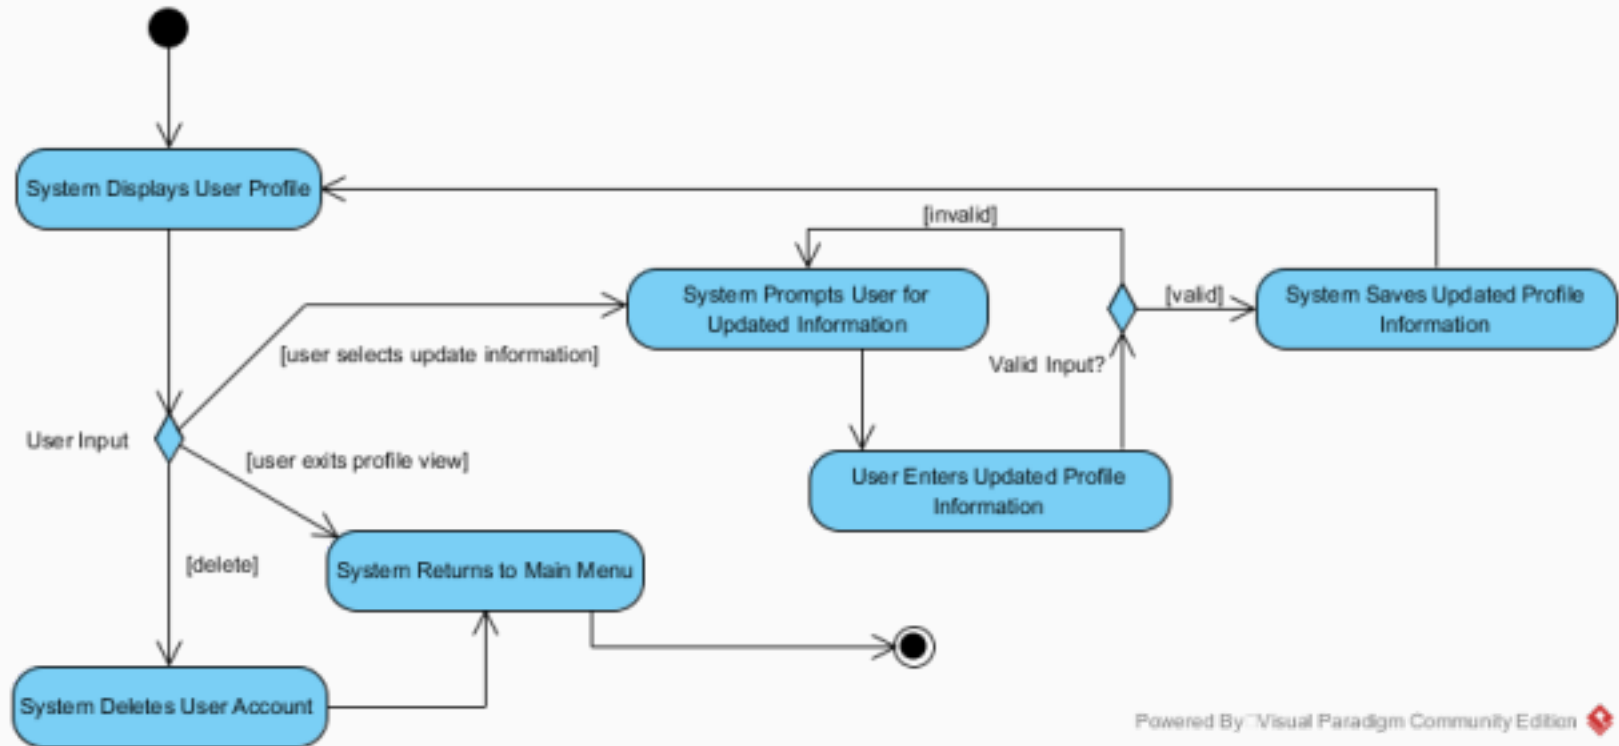 System Displays User Profile
[invalid]
System Prompts User for
Updated Information
[valid]
System Saves Updated Profile
Information
[user selects update information]
Valid Input?
User Input
[user exits profile view]
User Enters Updated Profile
Information
[delete]
System Returns to Main Menu
System Deletes User Account
Powered By Visual Paradigm Community Edition